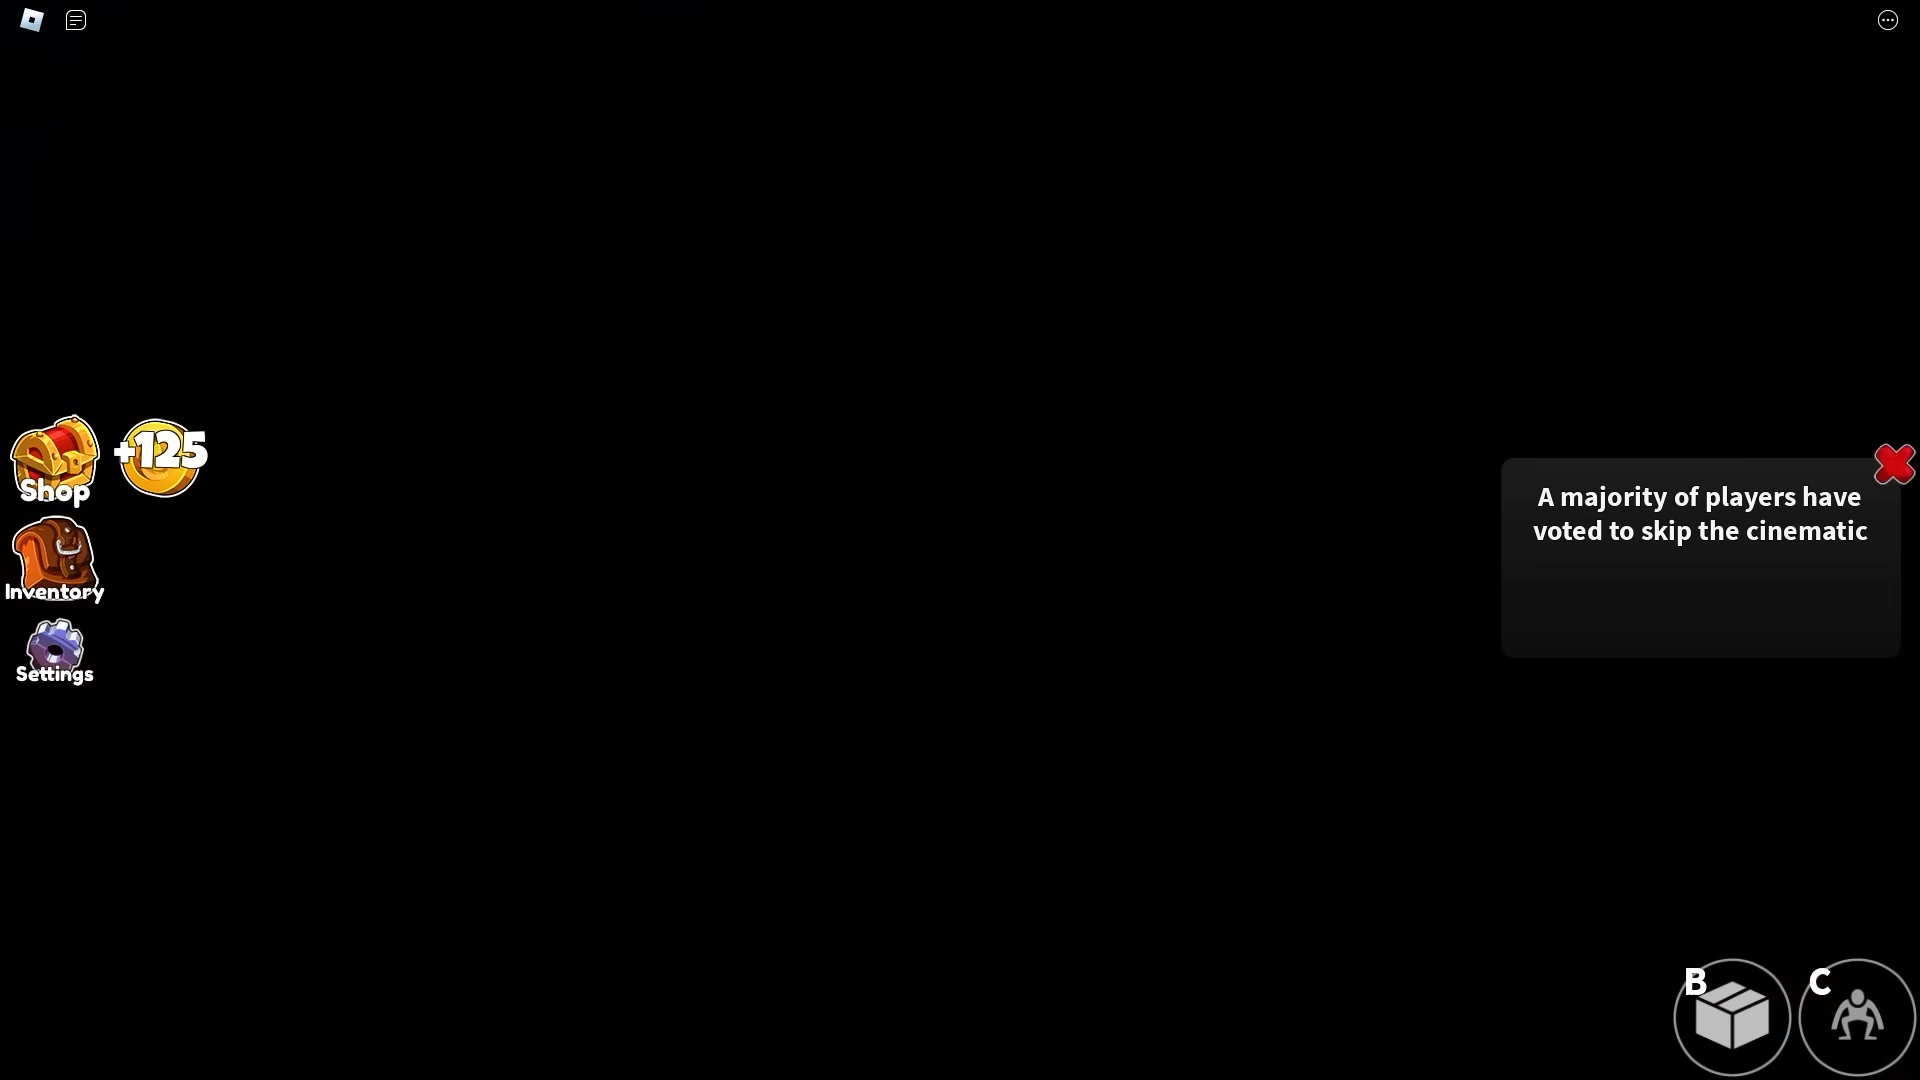 +125
Shop
Inventory
Settings
A majority of players have
voted to skip the cinematic
B
C